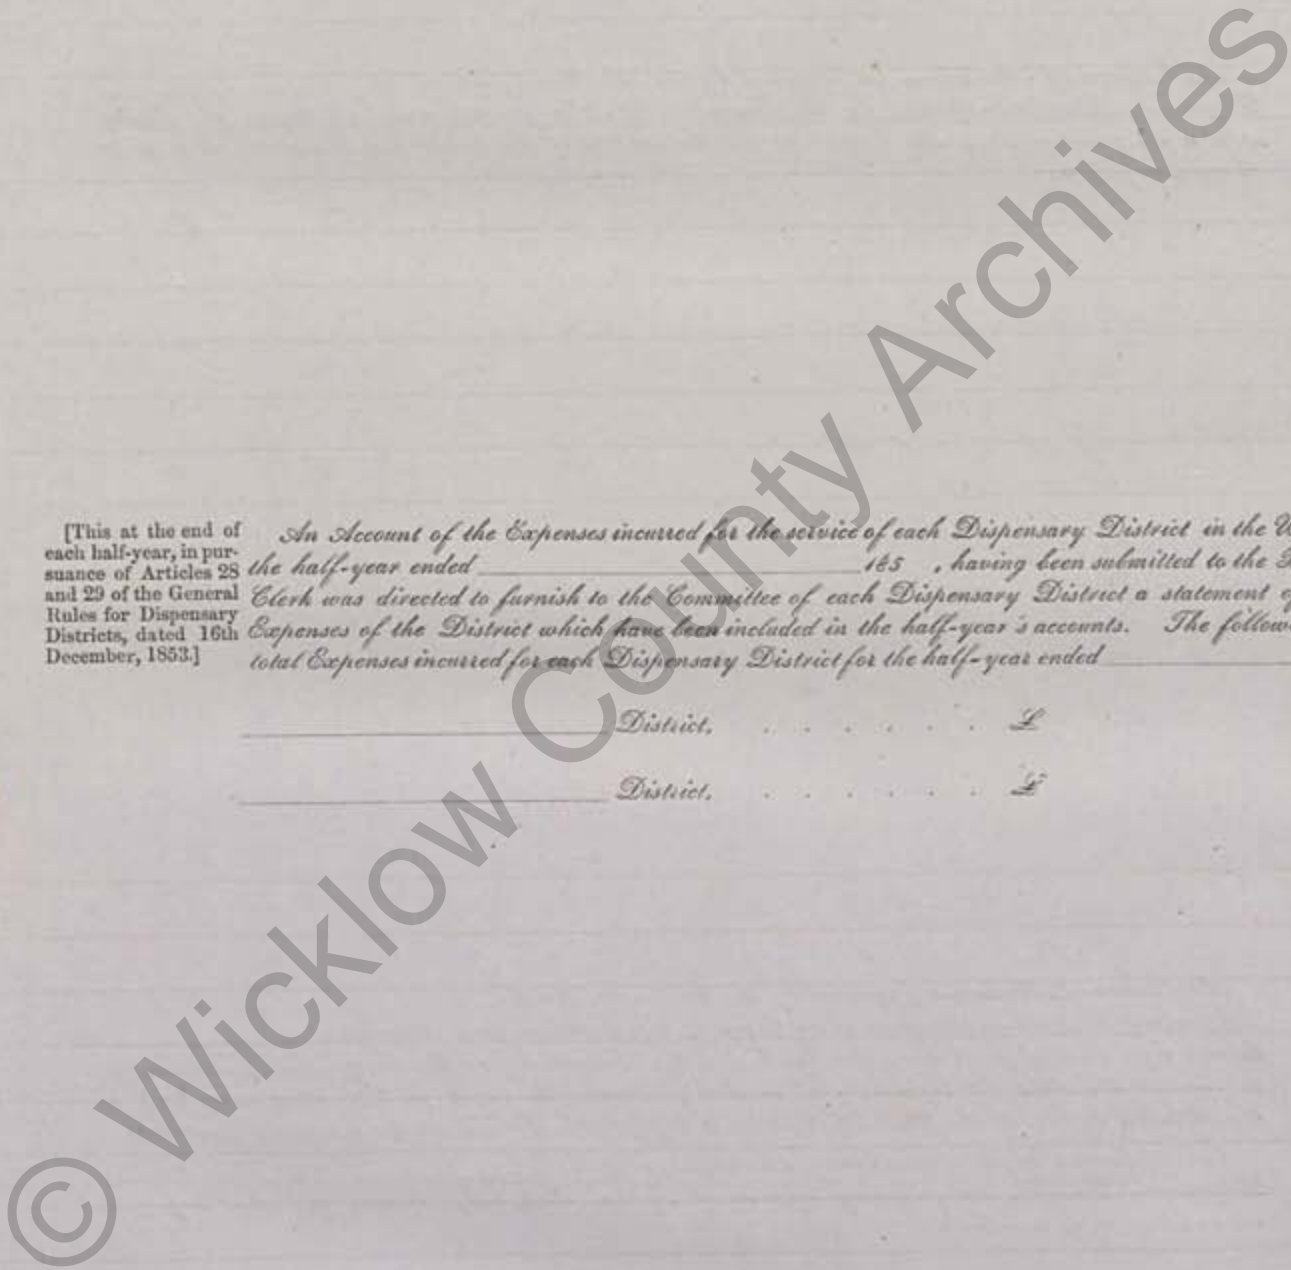 [This at the end of
each half-year, in pur-
suance of Articles 28
and 29 of the General
Rules for Dispensary
Districts, dated 16th
December, 1853.]
An Account of the Expenses incurred for the service of each Dispensary District in the
the half-year ended 185 , having been submitted to the
Clerk was directed to furnish to the Committee of each Dispensary District a statement
Expenses of the District which have been included in the half-year's accounts. The follow
total Expenses incurred for each Dispensary District for the half-year ended
District, . . . . . . £
District, . . . . . . £
© Wicklow County Archives